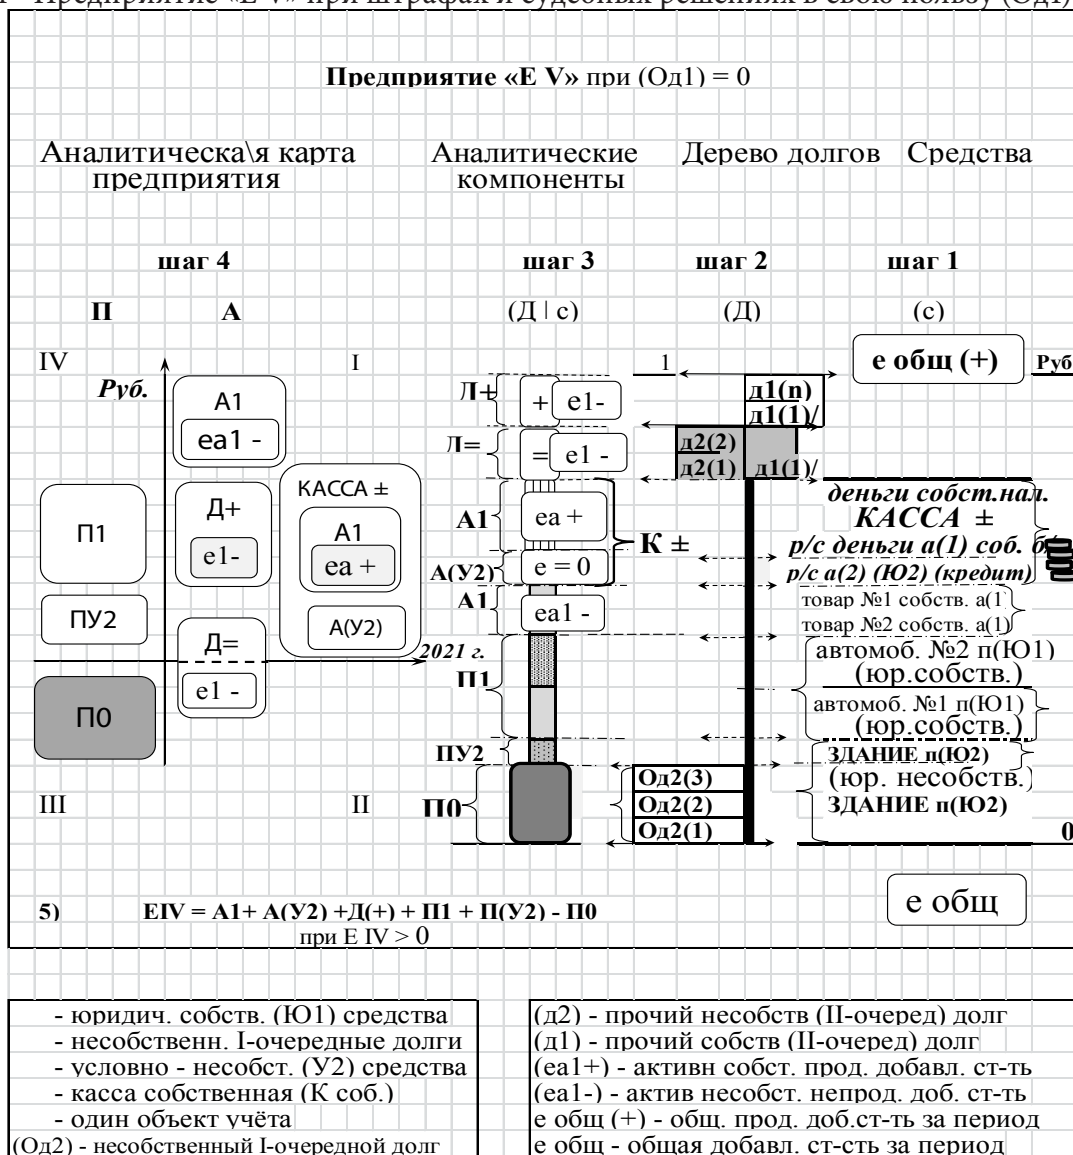 Предприятие «E V» при штрафах и судебных решениях в свою пользу (Од1)
Предприятие «E V» при (Од1) = 0
Аналитическа\я карта предприятия
Аналитические компоненты
Дерево долгов
Средства
шаг 4
шаг 3
шаг 2
шаг 1
П
А
(Д | с)
(Д)
(с)
IV
I
Руб.
А1
еа1 -
П1
Д+
е1-
КАССА ±
А1
еа +
А(У2)
ПУ2
Д=
е1 -
2021 г.
П0
III
II
Д+
+
е1-
Д=
=
е1 -
А1
еа +
К ±
А(У2)
е = 0
А1
еа1 -
П1
ПУ2
П0
1
д1(n)
д1(1)/
д2(2)
д2(1)
д1(1)/
Од2(3)
Од2(2)
Од2(1)
е общ (+)
Руб
деньги собст.нал.
КАССА ±
р/с деньги а(1) соб. б/
р/с а(2) (Ю2) (кредит)
товар №1 собств. а(1)
товар №2 собств. а(1)
автомоб. №2 п(Ю1)
(юр.собств.)
автомоб. №1 п(Ю1)
(юр.собств.)
ЗДАНИЕ п(Ю2)
(юр. несобств.)
ЗДАНИЕ п(Ю2)
0
е общ
5) EIV = А1+ А(У2) +Д(+) + П1 + П(У2) - П0
при E IV > 0
- юридич. собств. (Ю1) средства
- несобственн. I-очередные долги
- условно - несобст. (У2) средства
- касса собственная (К соб.)
- один объект учёта
(Од2) - несобственный I-очередной долг
(д2) - прочий несобств (II-очеред) долг
(д1) - прочий собств (II-очеред) долг
(еа1+) - активн собст. прод. добавл. ст-ть
(еа1-) - актив несобст. непрод. доб. ст-ть
е общ (+) - общ. прод. доб.ст-ть за период
е общ - общая добавл. ст-сть за период